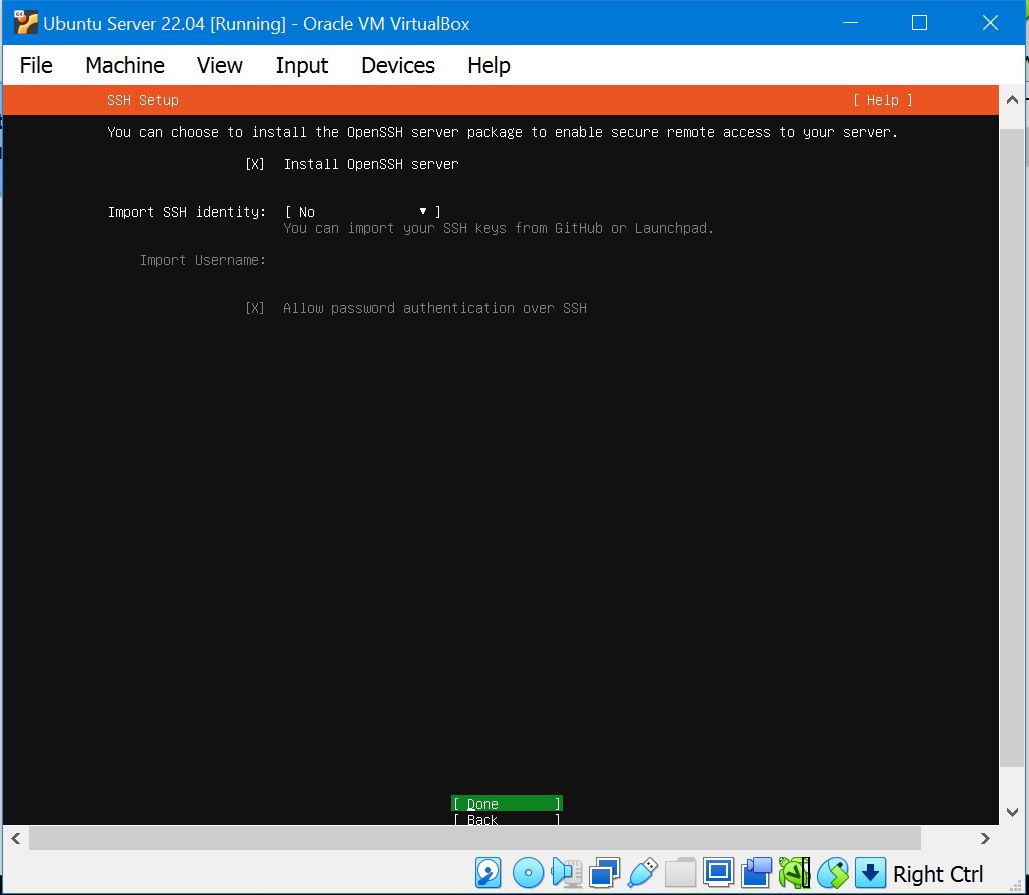 Ubuntu Server 22.04 [Running] - Oracle VM VirtualBox
File Machine View Input Devices Help
SSH Setup [ Help ]
You can choose to install the OpenSSH server package to enable secure remote access to your server.
[X] Install OpenSSH server
Import SSH identity: [ No ▾ ]
You can import your SSH keys from GitHub or Launchpad.
Import Username:
[X] Allow password authentication over SSH
[ Done ]
[ Back ]
Right Ctrl